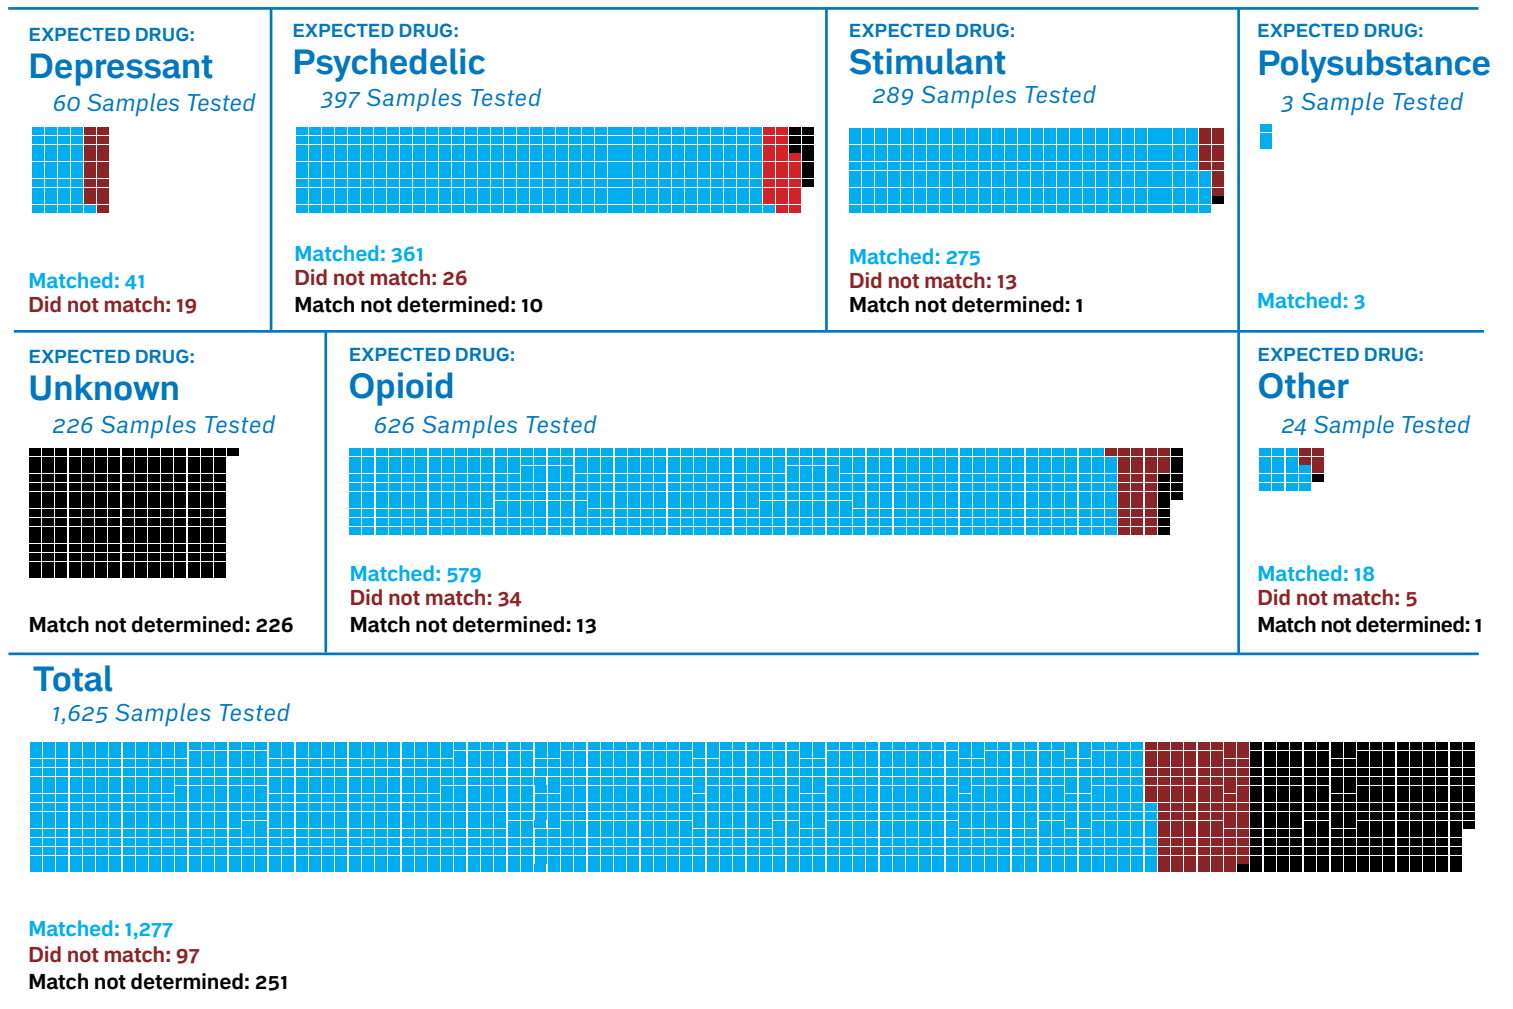 EXPECTED DRUG:
Depressant
60 Samples Tested
Matched: 41
Did not match: 19
EXPECTED DRUG:
Psychedelic
397 Samples Tested
Matched: 361
Did not match: 26
Match not determined: 10
EXPECTED DRUG:
Stimulant
289 Samples Tested
Matched: 275
Did not match: 13
Match not determined: 1
EXPECTED DRUG:
Polysubstance
3 Sample Tested
Matched: 3
EXPECTED DRUG:
Unknown
226 Samples Tested
Match not determined: 226
EXPECTED DRUG:
Opioid
626 Samples Tested
Matched: 579
Did not match: 34
Match not determined: 13
EXPECTED DRUG:
Other
24 Sample Tested
Matched: 18
Did not match: 5
Match not determined: 1
Total
1,625 Samples Tested
Matched: 1,277
Did not match: 97
Match not determined: 251